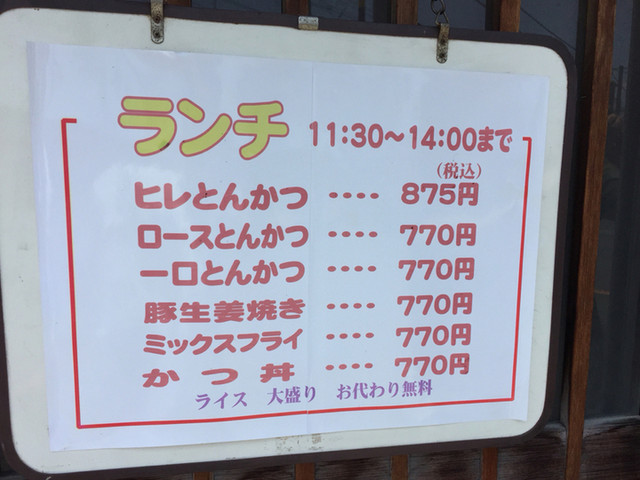 ランチ 11:30～14:00まで
(税込)
ヒレとんかつ ‥‥ 875円
ロースとんかつ ‥‥ 770円
一口とんかつ ‥‥ 770円
豚生姜焼き ‥‥ 770円
ミックスフライ ‥‥ 770円
かつ丼 ‥‥ 770円
ライス 大盛り お代わり無料